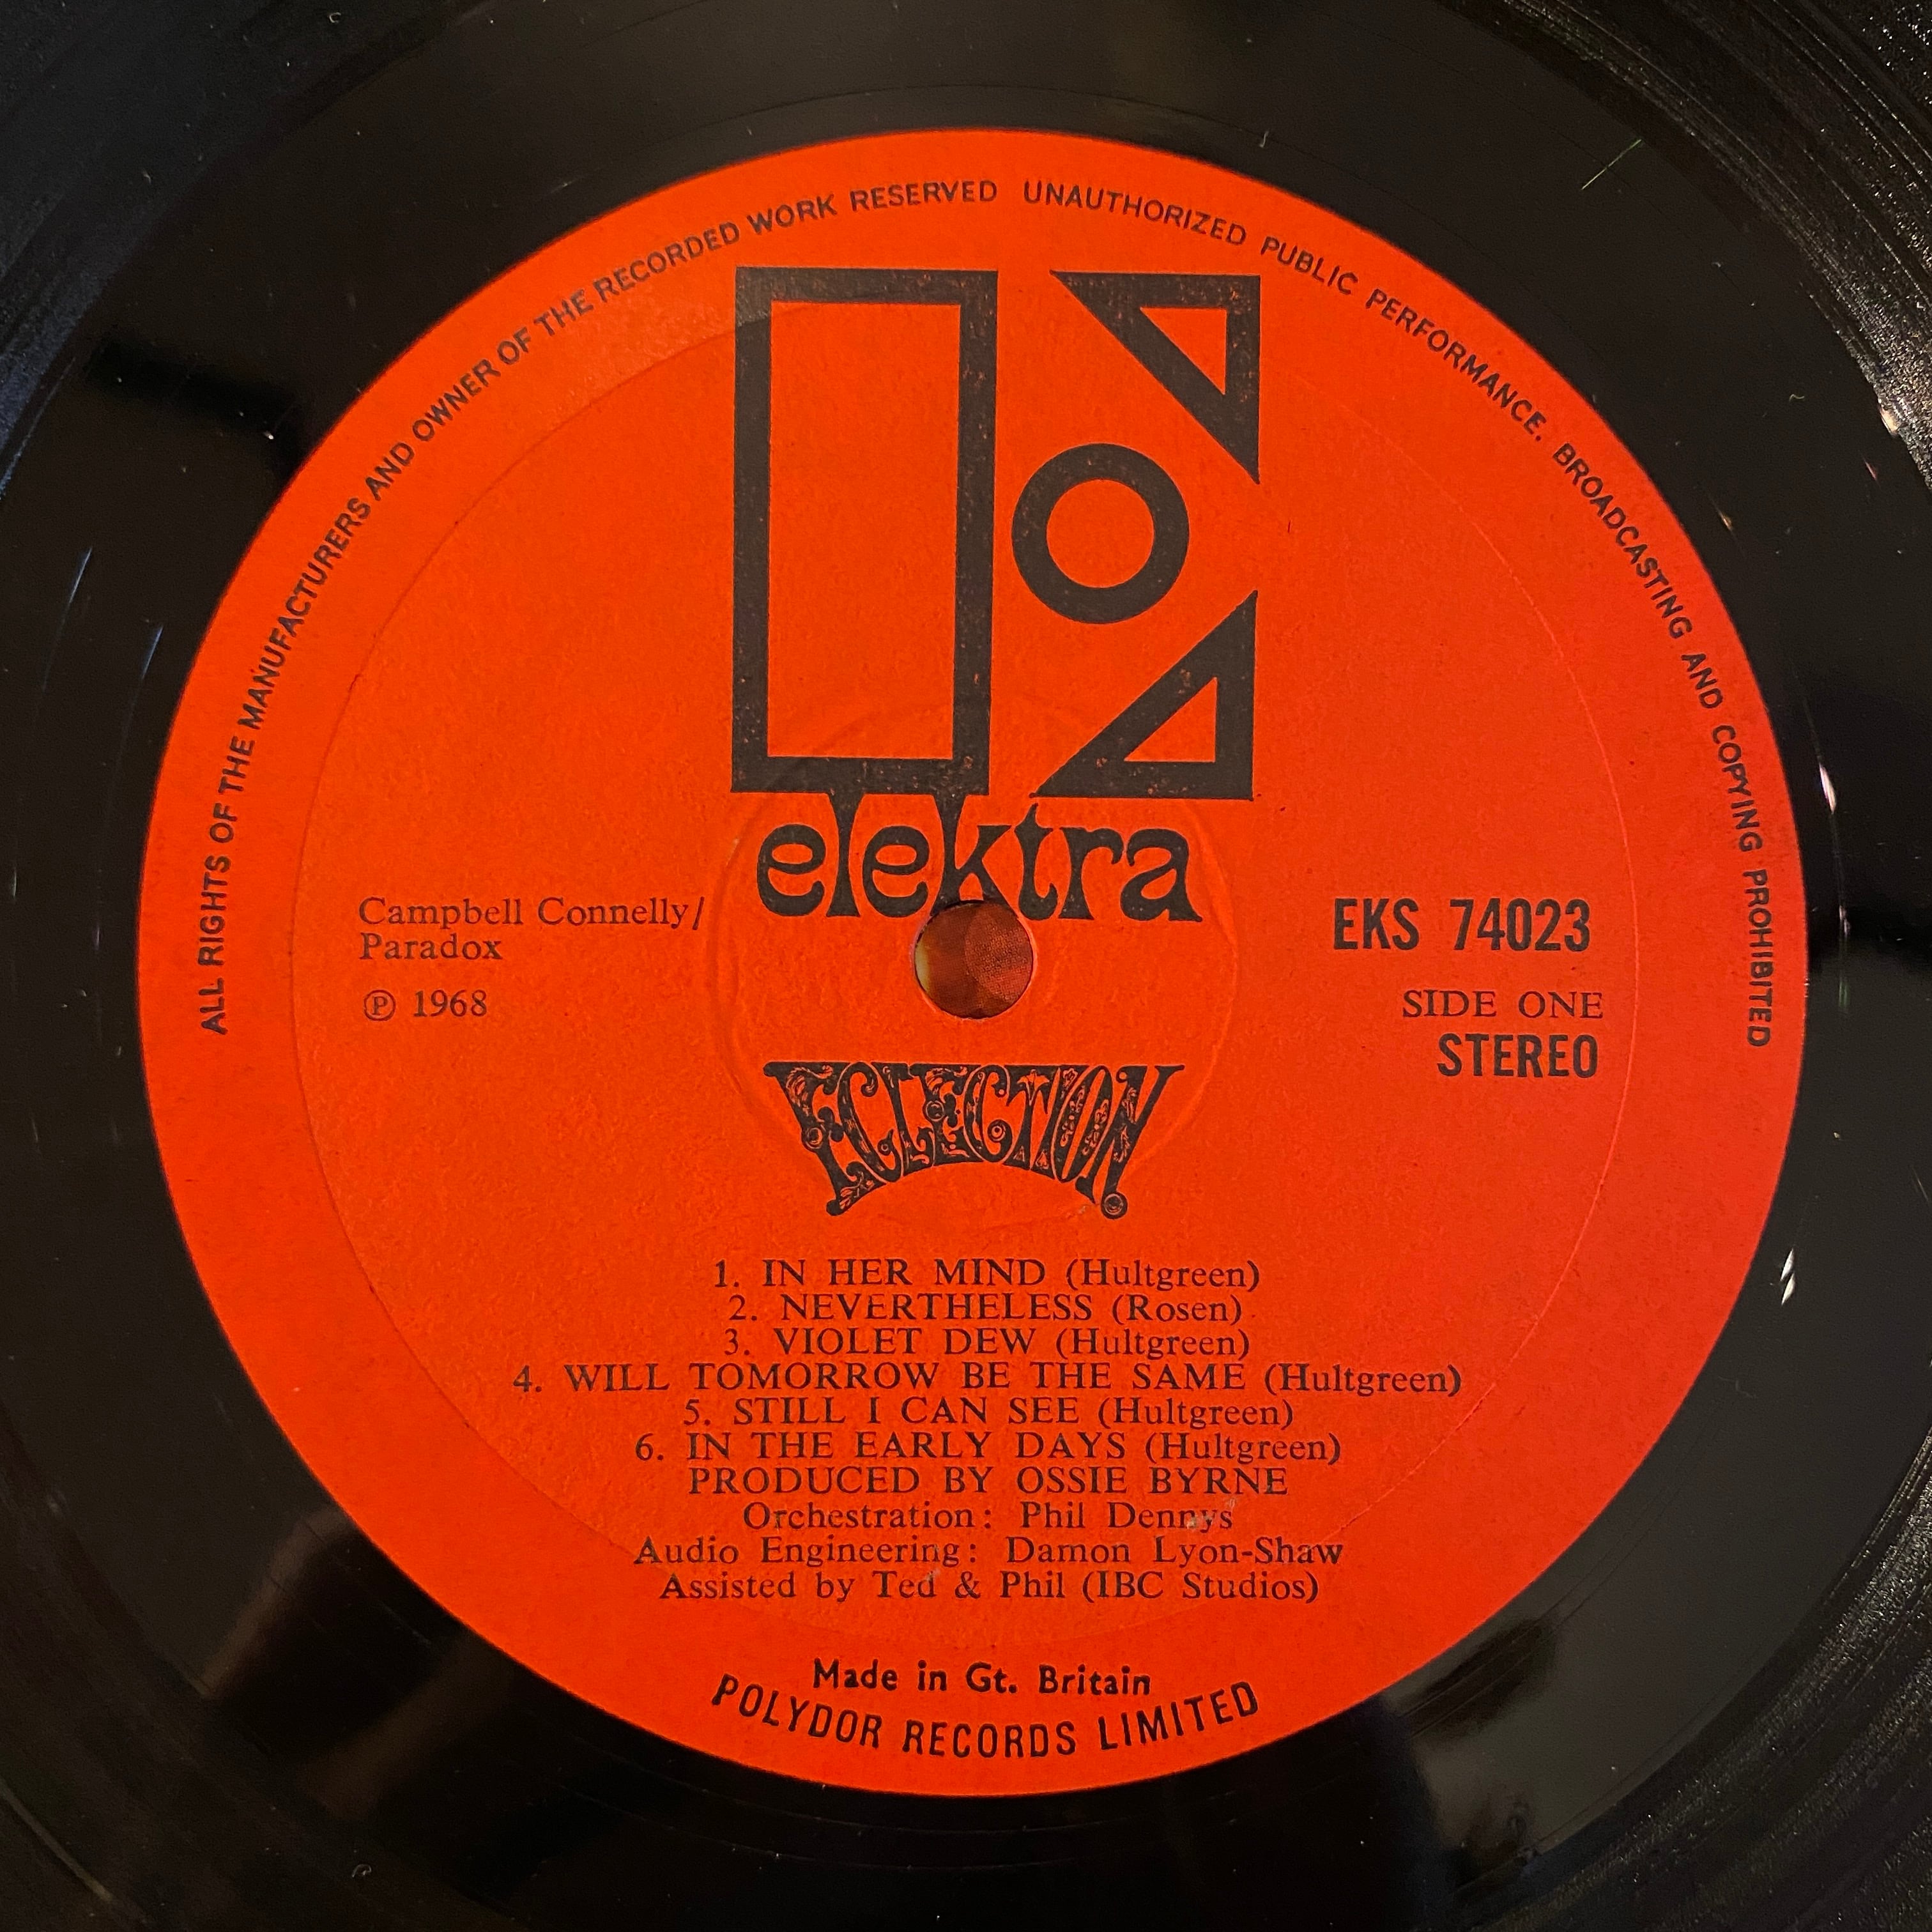 ALL RIGHTS OF THE MANUFACTURERS AND OWNER OF THE RECORDED WORK RESERVED UNAUTHORIZED PUBLIC PERFORMANCE. BROADCASTING AND COPYING PROHIBITED
elektra
Campbell Connelly/
Paradox
℗ 1968
EKS 74023
SIDE ONE
STEREO
ECLECTION
1. IN HER MIND (Hultgreen)
2. NEVERTHELESS (Rosen)
3. VIOLET DEW (Hultgreen)
4. WILL TOMORROW BE THE SAME (Hultgreen)
5. STILL I CAN SEE (Hultgreen)
6. IN THE EARLY DAYS (Hultgreen)
PRODUCED BY OSSIE BYRNE
Orchestration: Phil Dennys
Audio Engineering: Damon Lyon-Shaw
Assisted by Ted & Phil (IBC Studios)
Made in Gt. Britain
POLYDOR RECORDS LIMITED